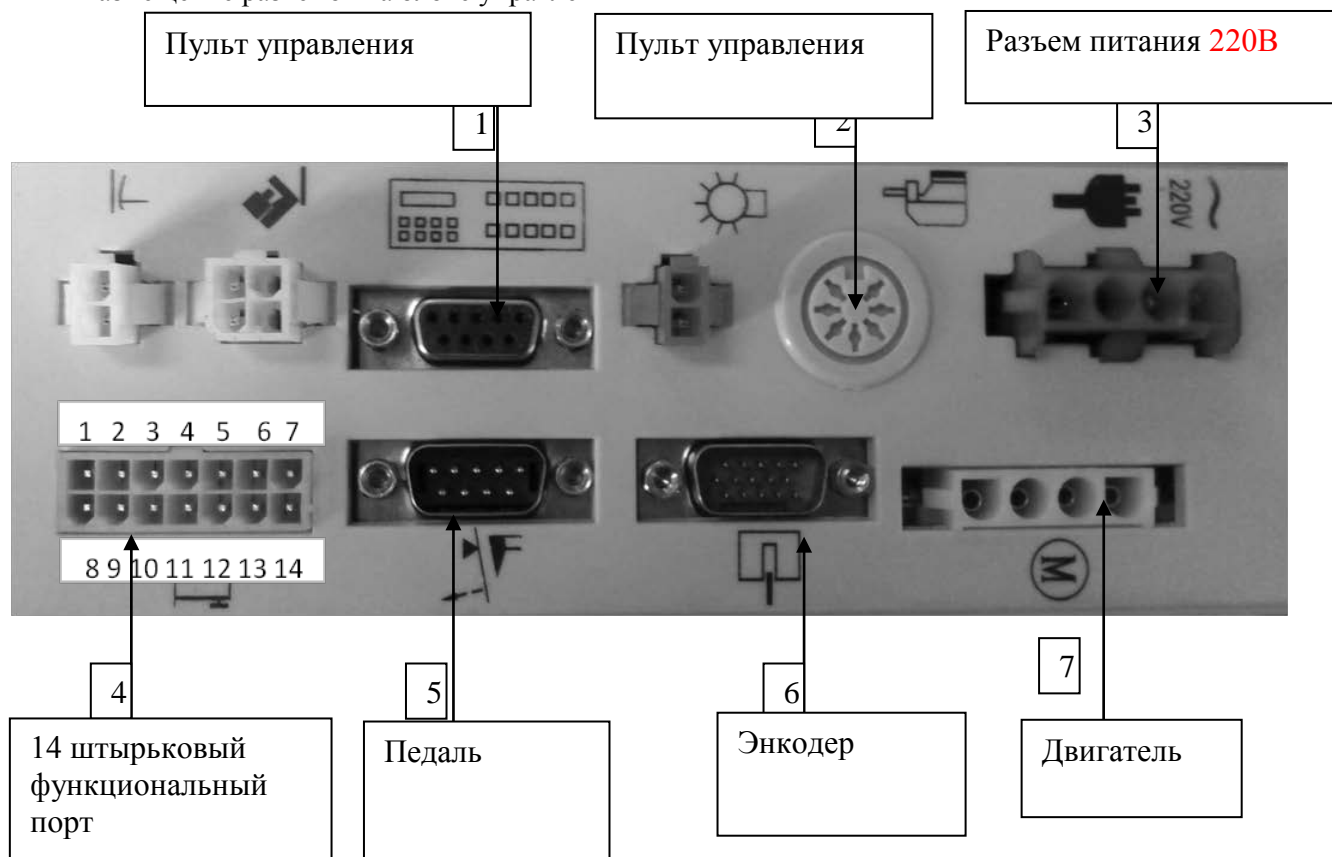 Пульт управления
Пульт управления
Разъем питания 220В
1
2
3
220V
1 2 3 4 5 6 7
8 9 10 11 12 13 14
M
4
5
6
7
14 штырьковый
функциональный
порт
Педаль
Энкодер
Двигатель